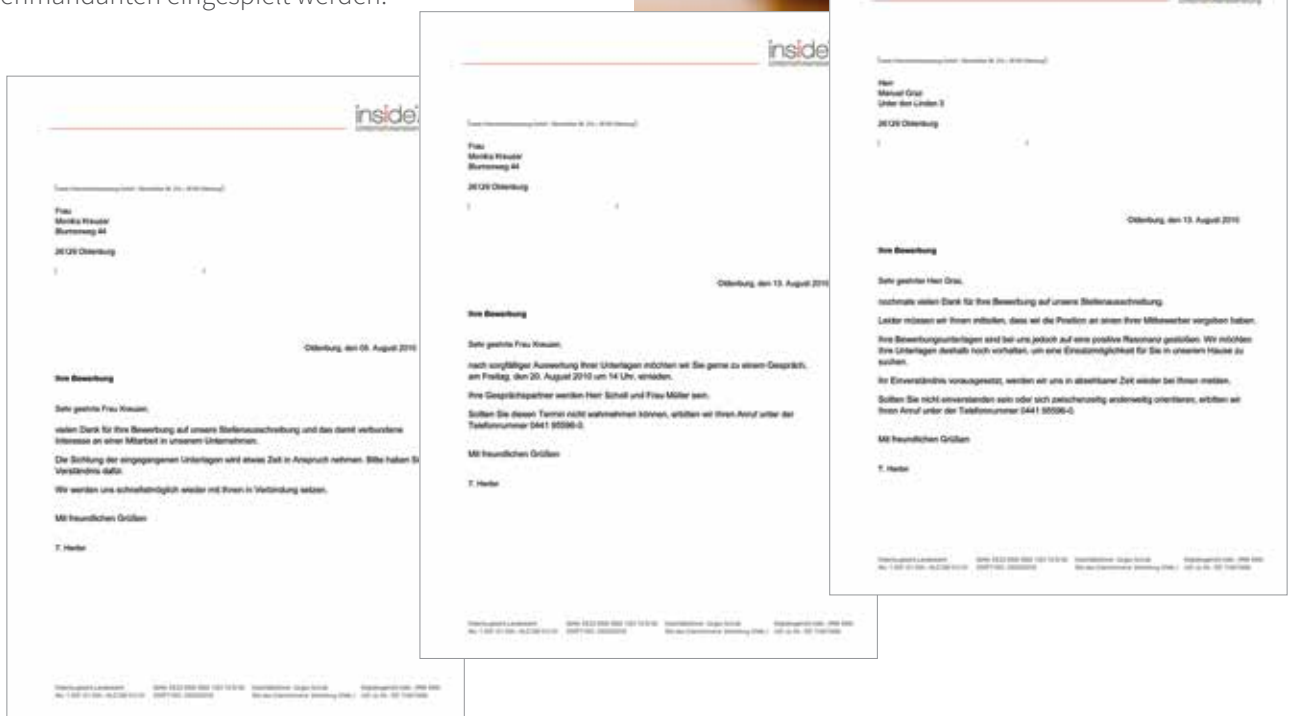 enmandanten eingespielt werden.
inside
Frau
Monika Kreuzer
Blumenweg 44
26129 Oldenburg
Oldenburg, den 09. August 2010
Ihre Bewerbung
Sehr geehrte Frau Kreuzer,
vielen Dank für Ihre Bewerbung auf unsere Stellenausschreibung und das damit verbundene
Interesse an einer Mitarbeit in unserem Unternehmen.
Die Sichtung der eingegangenen Unterlagen wird etwas Zeit in Anspruch nehmen. Bitte haben
Verständnis dafür.
Wir werden uns schnellstmöglich wieder mit Ihnen in Verbindung setzen.
Mit freundlichen Grüßen
T. Herter
inside
Frau
Monika Kreuzer
Blumenweg 44
26129 Oldenburg
Oldenburg, den 13. August 2010
Ihre Bewerbung
Sehr geehrte Frau Kreuzer,
nach sorgfältiger Auswertung Ihrer Unterlagen möchten wir Sie gerne zu einem Gespräch,
am Freitag, den 20. August 2010 um 14 Uhr, einladen.
Ihre Gesprächspartner werden Herr Scholl und Frau Müller sein.
Sollten Sie diesen Termin nicht wahrnehmen können, erbitten wir Ihren Anruf unter der
Telefonnummer 0441 95596-0.
Mit freundlichen Grüßen
T. Herter
Herr
Manuel Graz
Unter den Linden 3
26129 Oldenburg
Oldenburg, den 13. August 2010
Ihre Bewerbung
Sehr geehrter Herr Graz,
nochmals vielen Dank für Ihre Bewerbung auf unsere Stellenausschreibung.
Leider müssen wir Ihnen mitteilen, dass wir die Position an einen Ihrer Mitbewerber vergeben haben.
Ihre Bewerbungsunterlagen sind bei uns jedoch auf eine positive Resonanz gestoßen. Wir möchten
Ihre Unterlagen deshalb noch vorhalten, um eine Einsatzmöglichkeit für Sie in unserem Hause zu
suchen.
Ihr Einverständnis vorausgesetzt, werden wir uns in absehbarer Zeit wieder bei Ihnen melden.
Sollten Sie nicht einverstanden sein oder sich zwischenzeitig anderweitig orientieren, erbitten wir
Ihren Anruf unter der Telefonnummer 0441 95596-0.
Mit freundlichen Grüßen
T. Herter